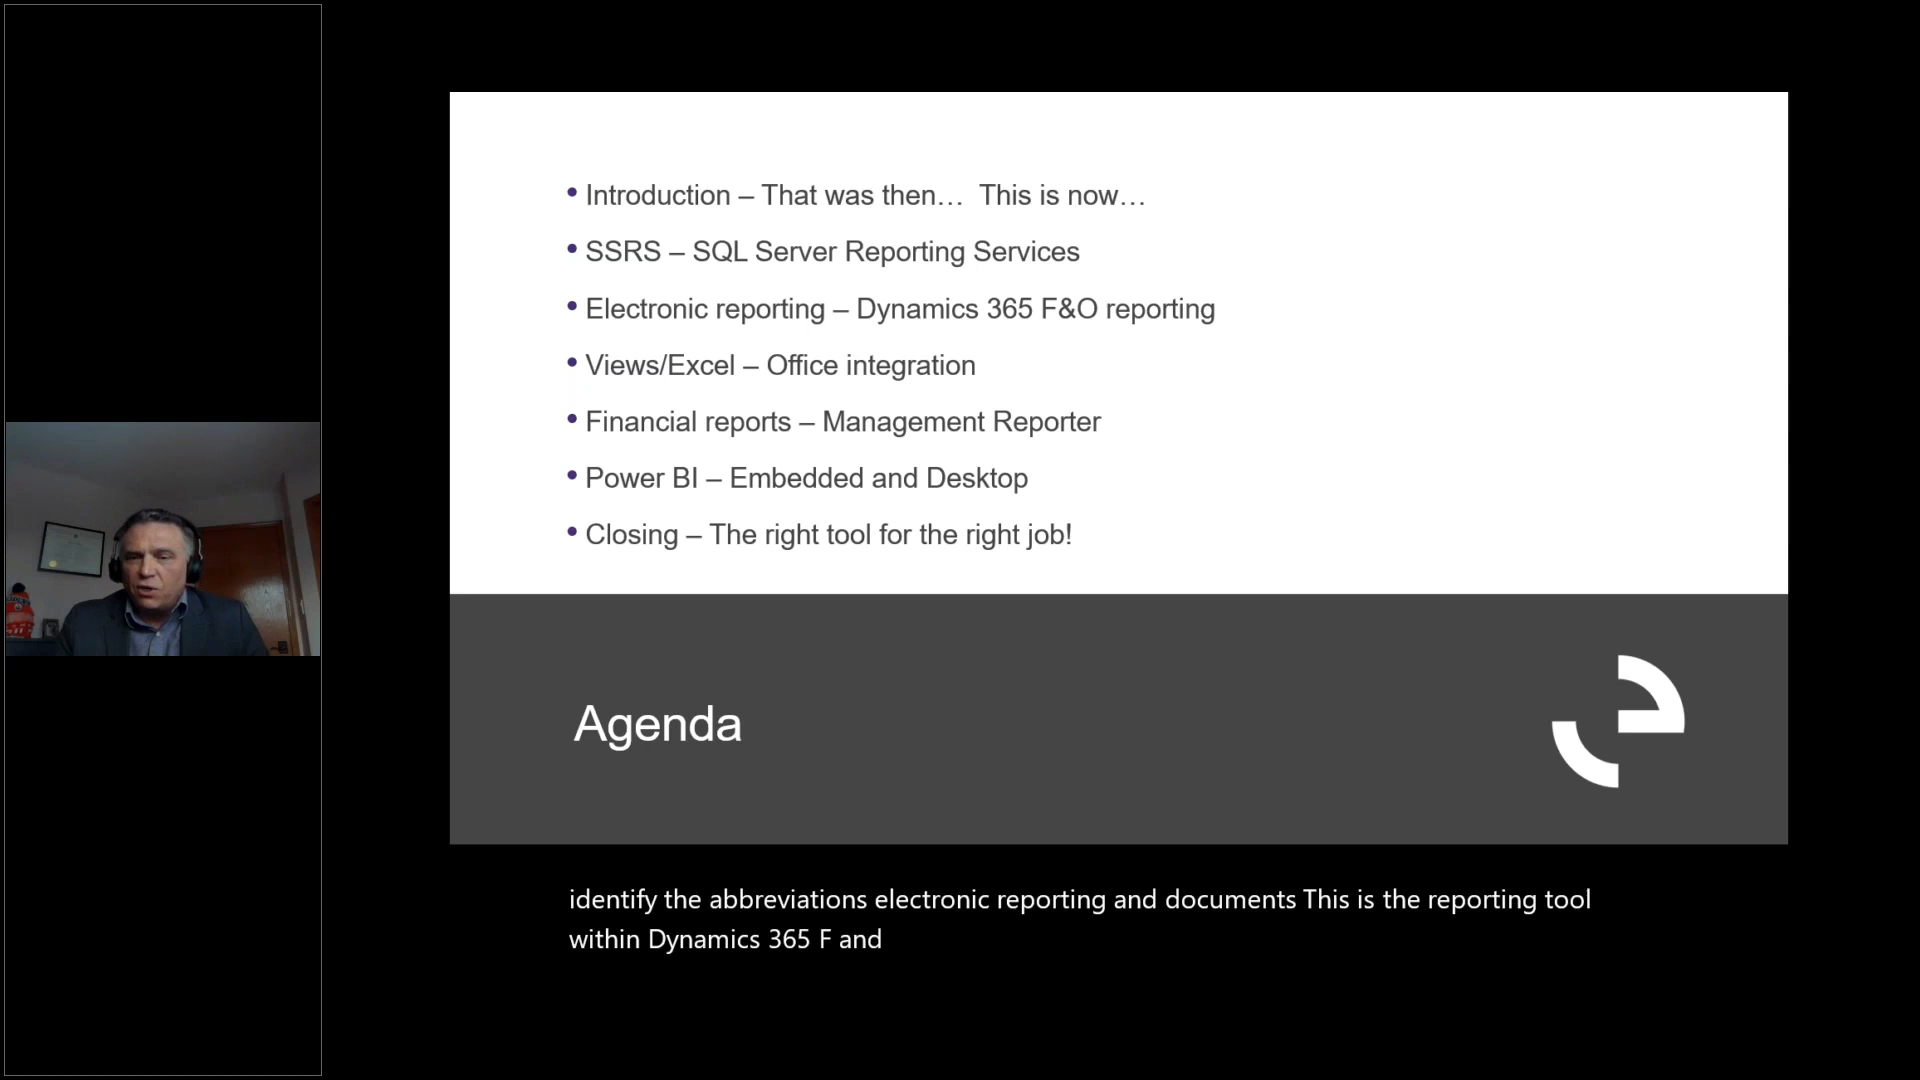 • Introduction – That was then…  This is now…
• SSRS – SQL Server Reporting Services
• Electronic reporting – Dynamics 365 F&O reporting
• Views/Excel – Office integration
• Financial reports – Management Reporter
• Power BI – Embedded and Desktop
• Closing – The right tool for the right job!
Agenda
identify the abbreviations electronic reporting and documents This is the reporting tool
within Dynamics 365 F and